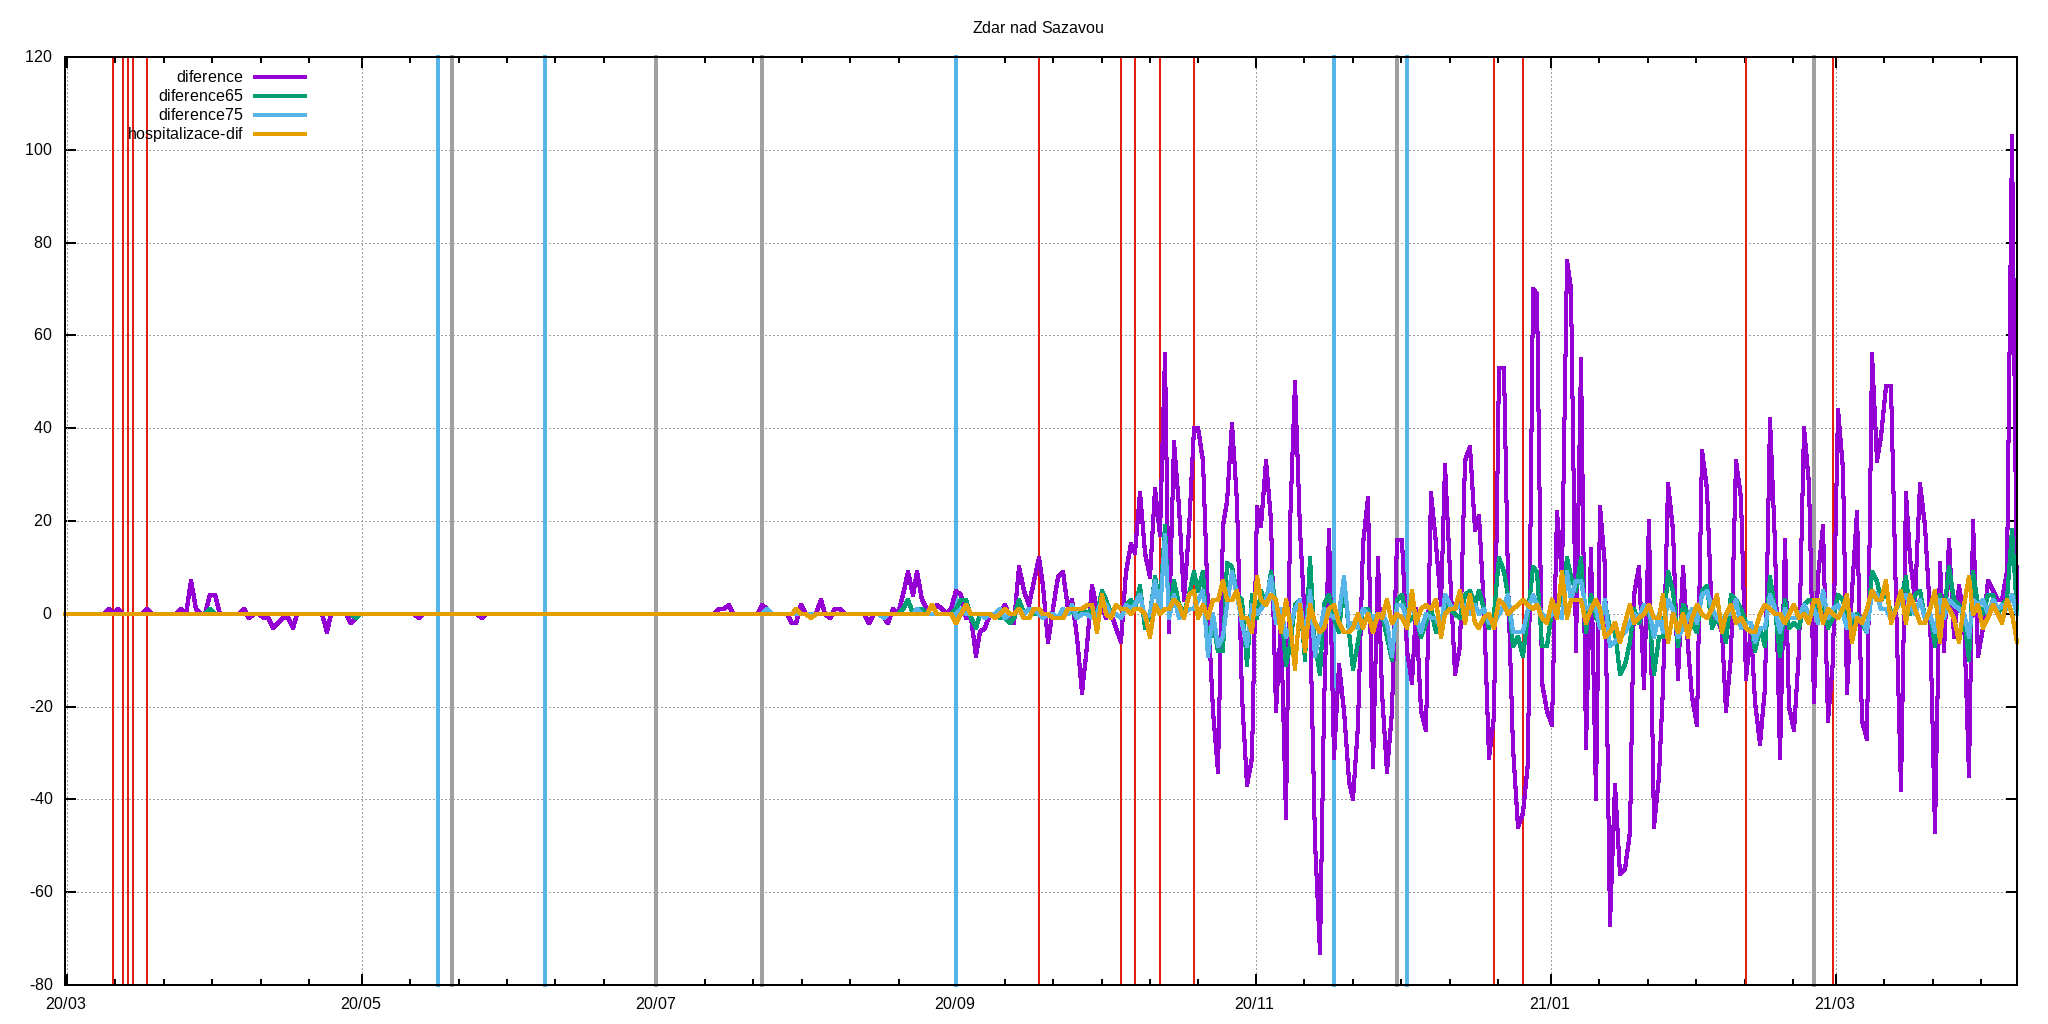 Zdar nad Sazavou
120
100
80
60
40
20
0
-20
-40
-60
-80
diference
diference65
diference75
hospitalizace-dif
20/03 20/05 20/07 20/09 20/11 21/01 21/03